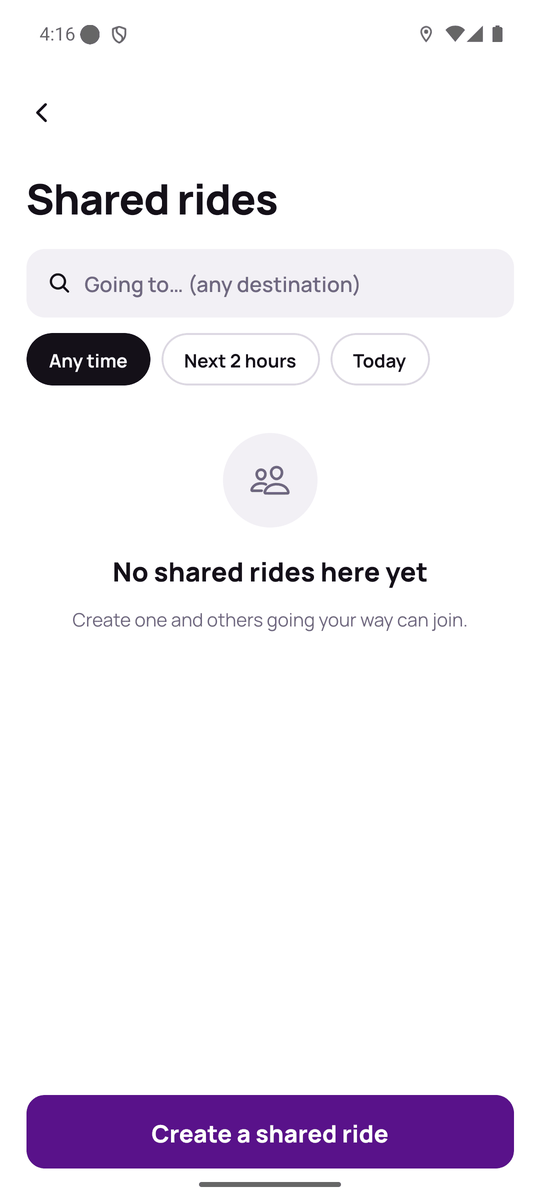 4:16
Shared rides
Going to... (any destination)
Any time
Next 2 hours
Today
No shared rides here yet
Create one and others going your way can join.
Create a shared ride